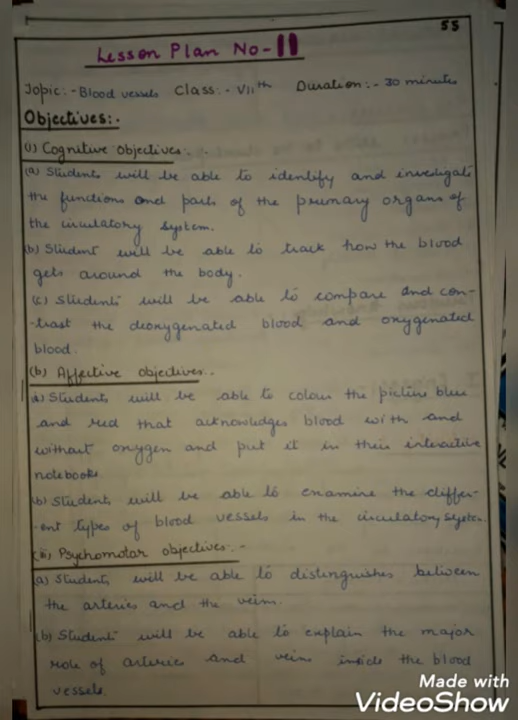 55
Lesson Plan No - 11
Topic:- Blood vessels Class:- VIIth Duration:- 30 minutes
Objectives:-
(i) Cognitive objectives:-
(a) Students will be able to identify and investigate
the functions and parts of the primary organs of
the circulatory system.
(b) Student will be able to track how the blood
gets around the body.
(c) Students will be able to compare and con-
-trast the deoxygenated blood and oxygenated
blood.
(b) Affective objectives:-
a) Students will be able to colour the picture blue
and red that acknowledges blood with and
without oxygen and put it in their interactive
notebooks
b) Students will be able to examine the differ-
-ent types of blood vessels in the circulatory system.
(iii) Psychomotar objectives:-
a) Students will be able to distinguishes between
the arteries and the veins.
(b) Student will be able to explain the major
role of arteries and veins inside the blood
vessels.
Made with
VideoShow